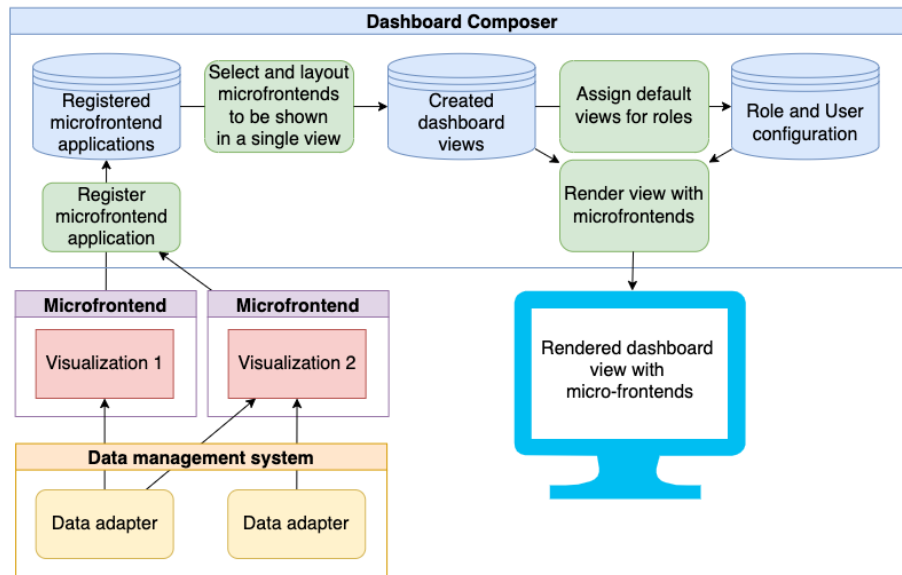 Dashboard Composer
Registered
microfrontend
applications
Select and layout
microfrontends
to be shown
in a single view
Created
dashboard
views
Assign default
views for roles
Role and User
configuration
Register
microfrontend
application
Render view with
microfrontends
Microfrontend
Microfrontend
Visualization 1
Visualization 2
Rendered dashboard
view with
micro-frontends
Data management system
Data adapter
Data adapter